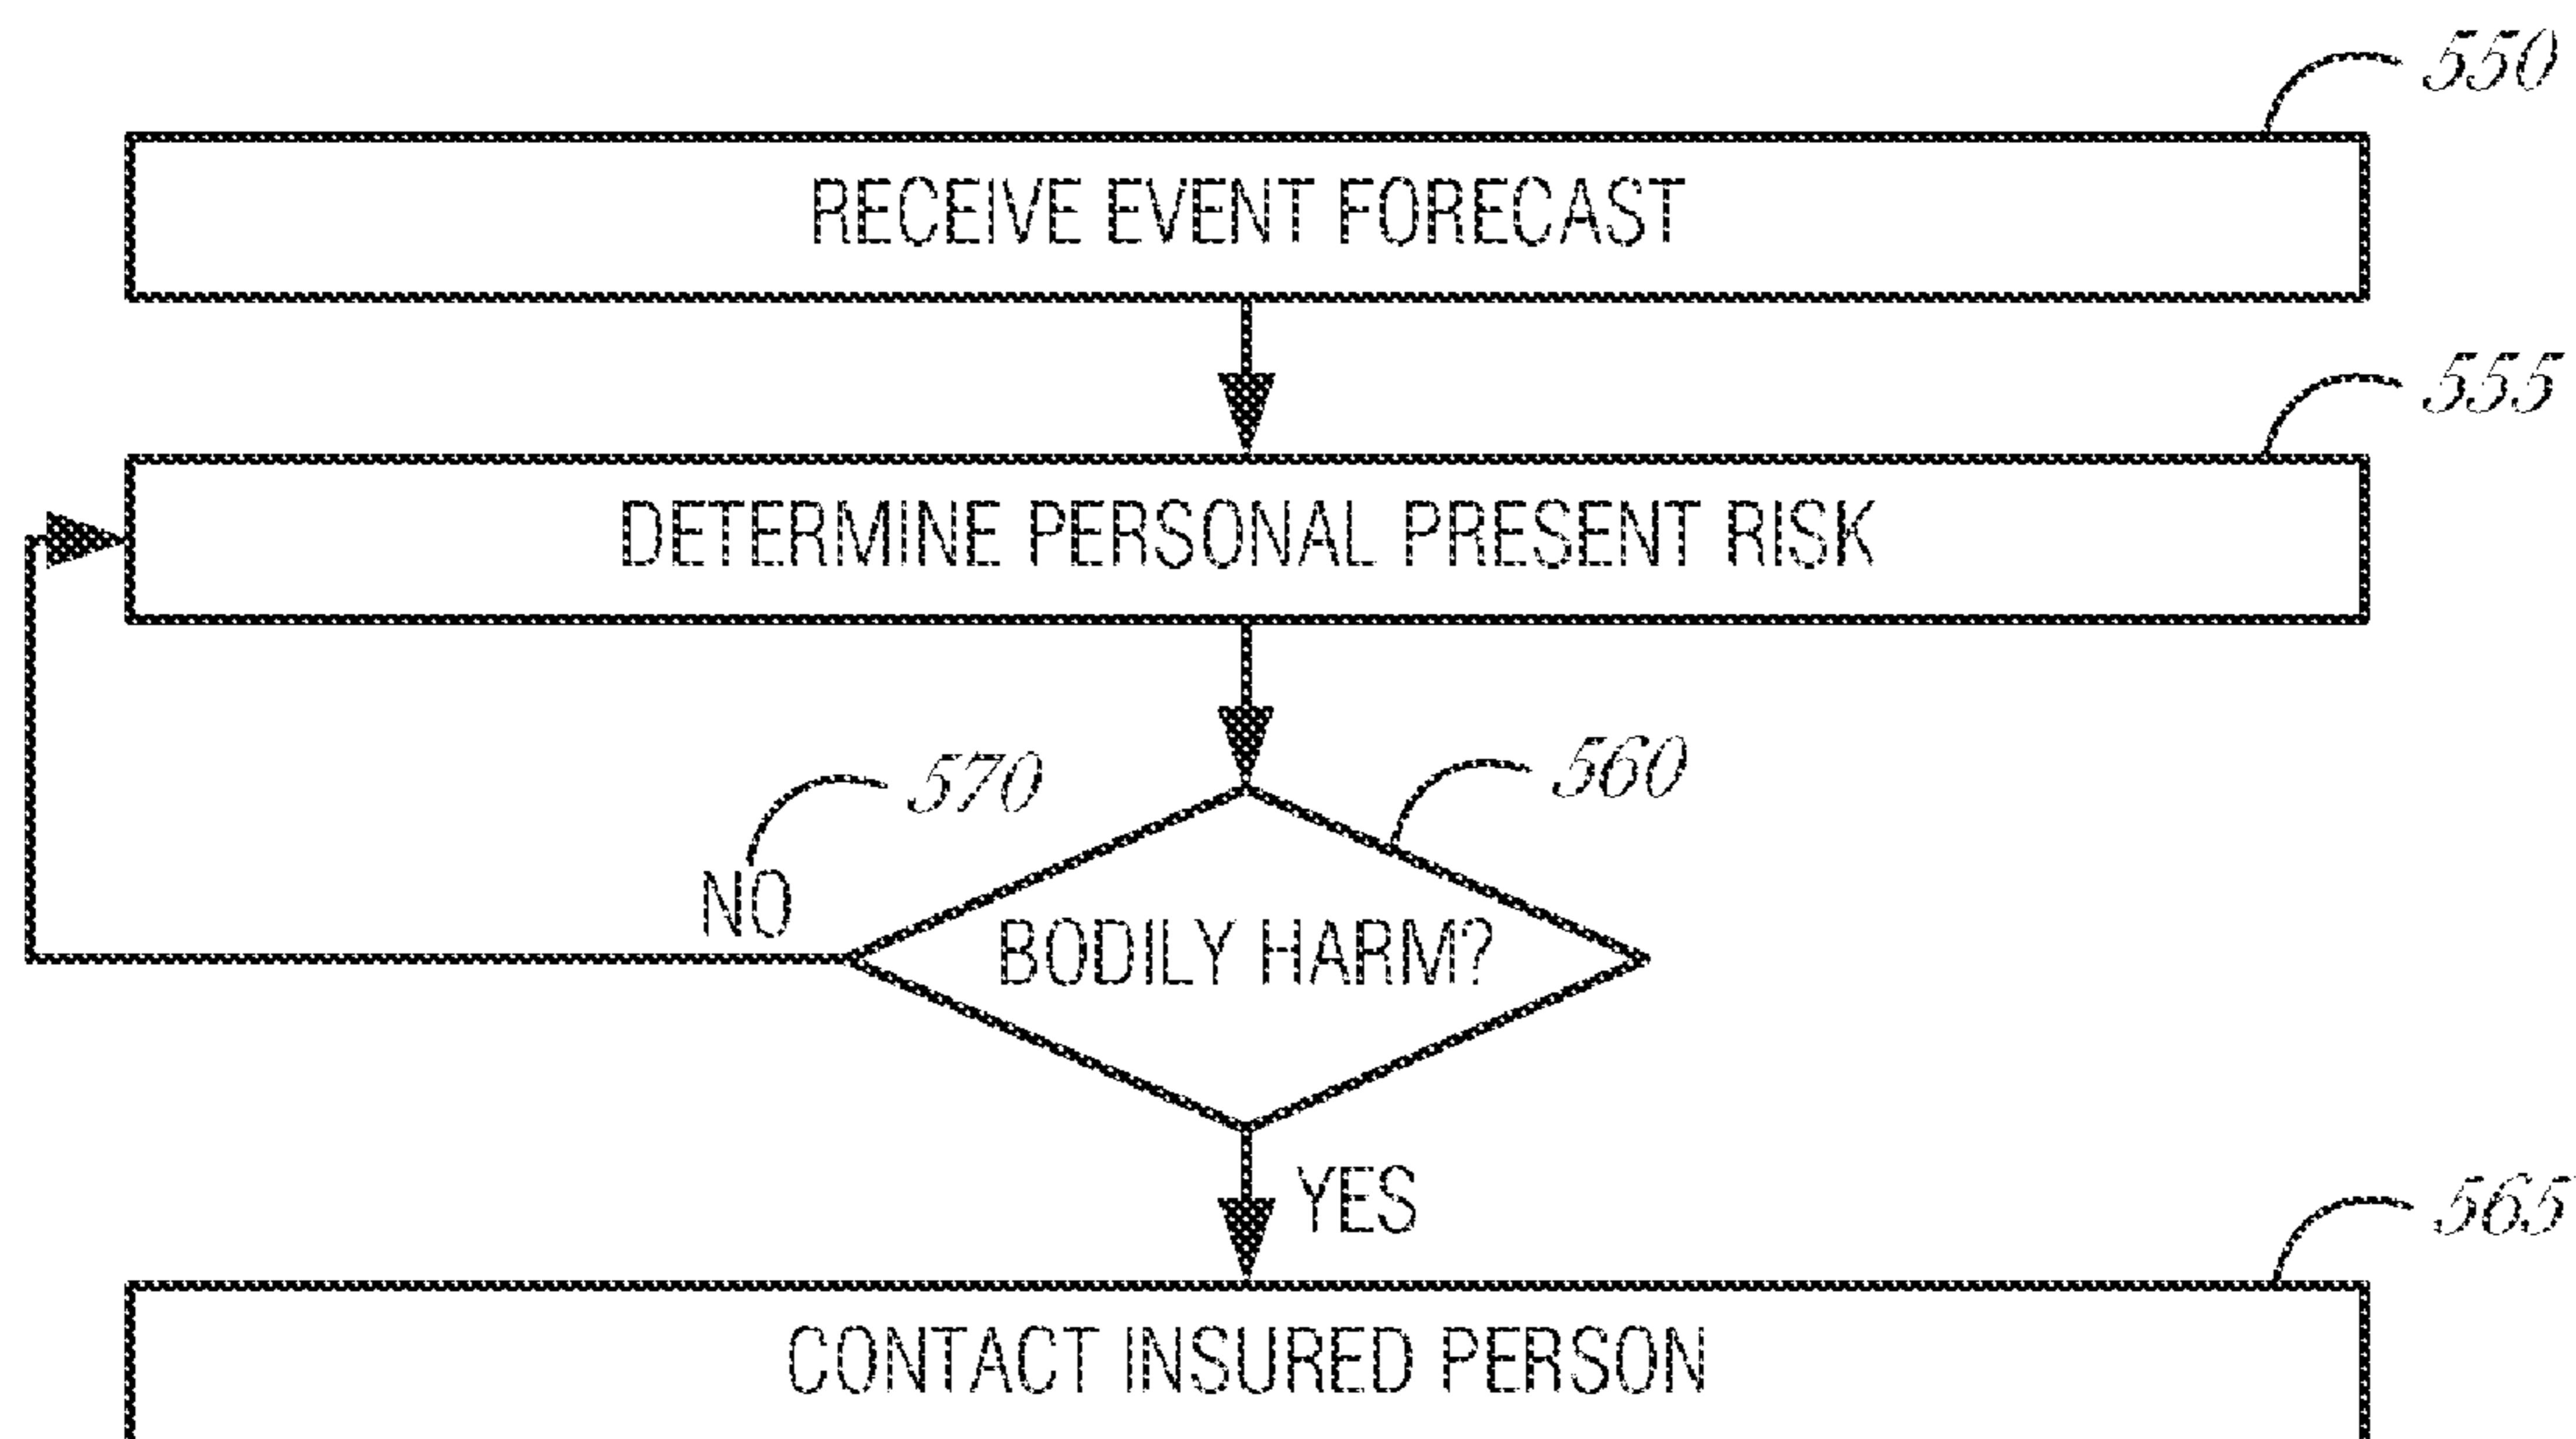 550
RECEIVE EVENT FORECAST
555
DETERMINE PERSONAL PRESENT RISK
570
560
NO
BODILY HARM?
YES
565
CONTACT INSURED PERSON